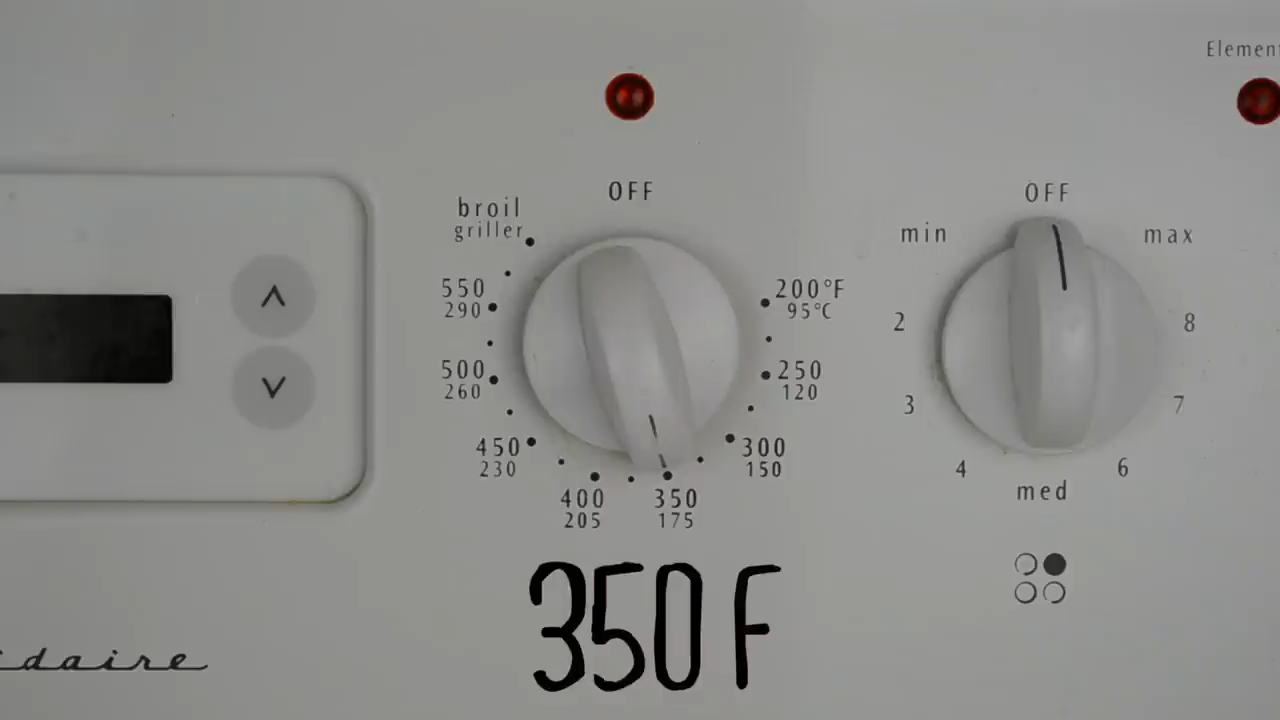 Element
OFF
broil
griller
550
290
500
260
450
230
400
205
350
175
300
150
250
120
200°F
95°C
OFF
min
max
2
8
3
7
4
6
med
350 F
daire